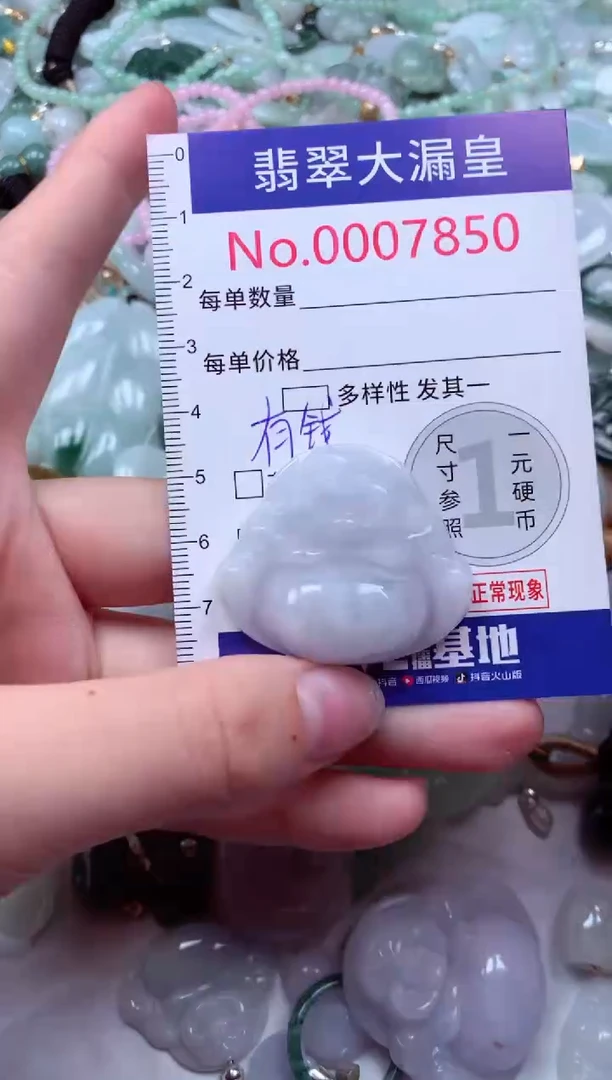 翡翠大漏皇
No.0007850
每单数量
每单价格
多样性 发其一
有钱
尺寸参照
1
一元硬币
正常现象
基地
抖音 西瓜视频 抖音火山版
0
1
2
3
4
5
6
7